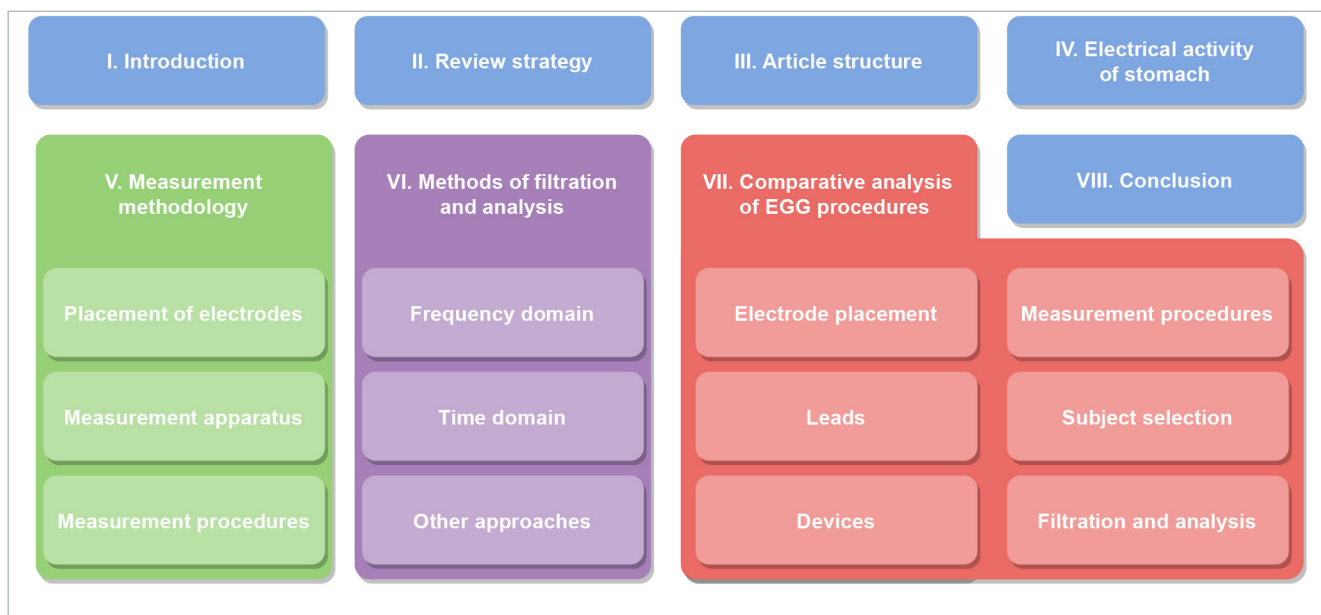 I. Introduction
II. Review strategy
III. Article structure
IV. Electrical activity
of stomach
V. Measurement
methodology
Placement of electrodes
Measurement apparatus
Measurement procedures
VI. Methods of filtration
and analysis
Frequency domain
Time domain
Other approaches
VII. Comparative analysis
of EGG procedures
Electrode placement
Leads
Devices
Measurement procedures
Subject selection
Filtration and analysis
VIII. Conclusion